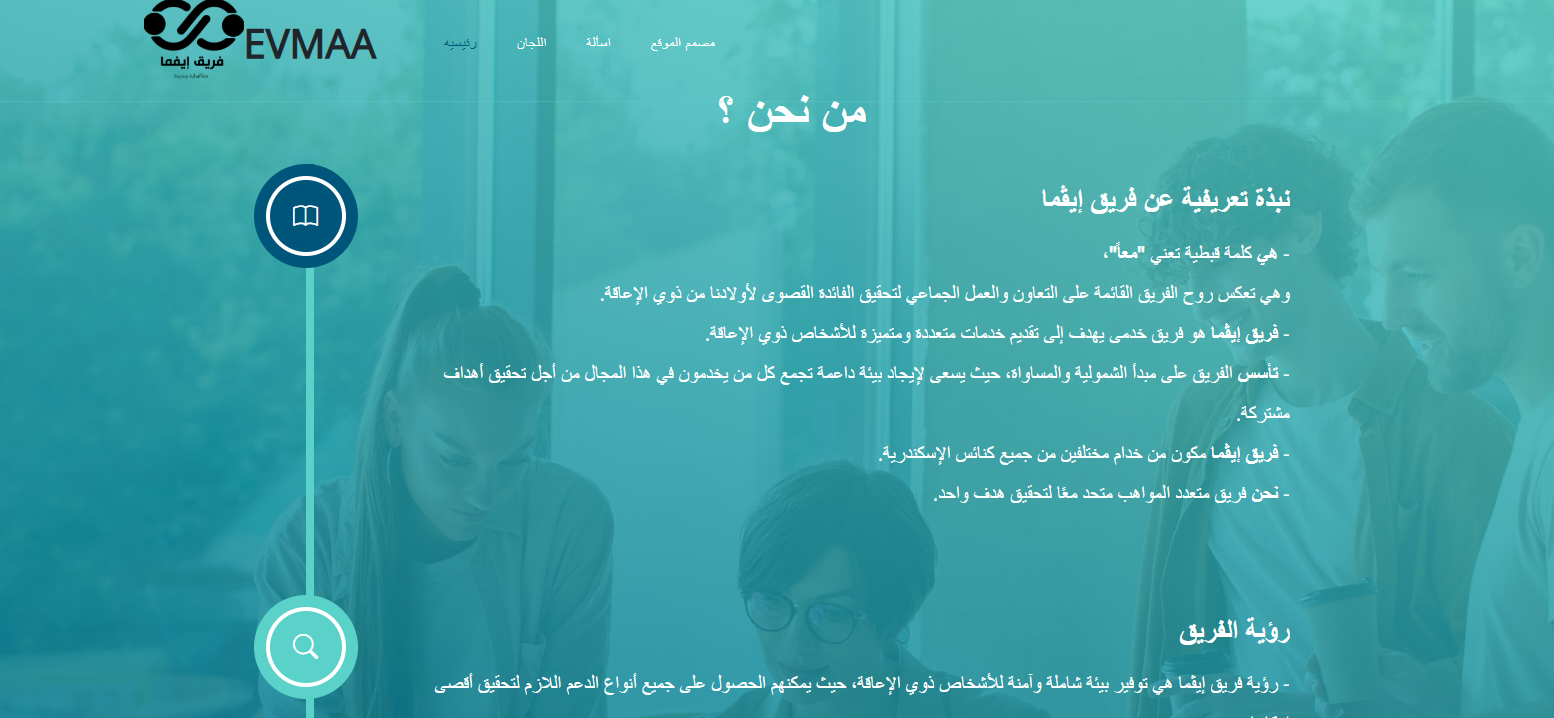 فريق إيفما
EVMAA
رئيسيه
اللجان
اسألة
مصمم الموقع
من نحن ؟
نبذة تعريفية عن فريق إيڤما
- هي كلمة قبطية تعني "معاً"،
وهي تعكس روح الفريق القائمة على التعاون والعمل الجماعي لتحقيق الفائدة القصوى لأولادنا من ذوي الإعاقة.
- فريق إيڤما هو فريق خدمى يهدف إلى تقديم خدمات متعددة ومتميزة للأشخاص ذوي الإعاقة.
- تأسس الفريق على مبدأ الشمولية والمساواة، حيث يسعى لإيجاد بيئة داعمة تجمع كل من يخدمون في هذا المجال من أجل تحقيق أهداف
مشتركة.
- فريق إيڤما مكون من خدام مختلفين من جميع كنائس الإسكندرية.
- نحن فريق متعدد المواهب متحد معًا لتحقيق هدف واحد.
رؤية الفريق
- رؤية فريق إيڤما هي توفير بيئة شاملة وآمنة للأشخاص ذوي الإعاقة، حيث يمكنهم الحصول على جميع أنواع الدعم اللازم لتحقيق أقصى